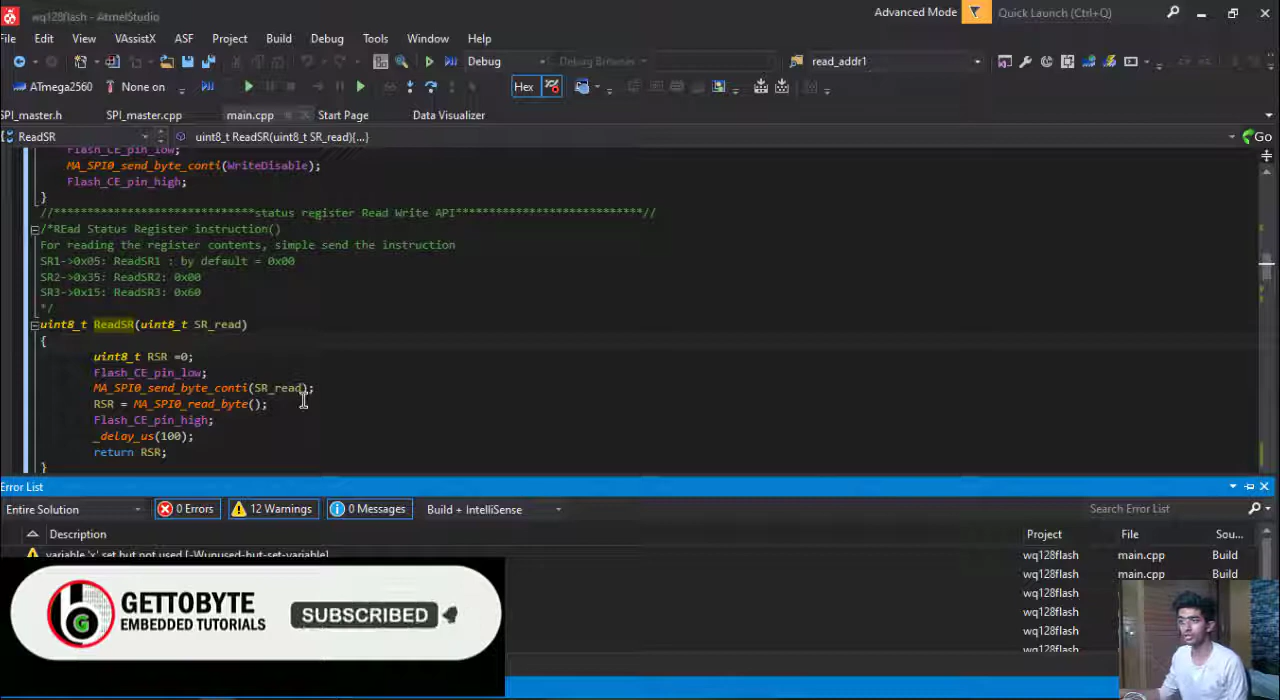 wq128flash - AtmelStudio
Advanced Mode
Quick Launch (Ctrl+Q)
File Edit View VAssistX ASF Project Build Debug Tools Window Help
Debug
Debug Browser
read_addr1
ATmega2560
None on
Hex
SPI_master.h
SPI_master.cpp
main.cpp
Start Page
Data Visualizer
ReadSR
uint8_t ReadSR(uint8_t SR_read){...}
Go
Flash_CE_pin_low;
MA_SPI0_send_byte_conti(WriteDisable);
Flash_CE_pin_high;
}
//******************************status register Read Write API****************************//
/*REad Status Register instruction()
For reading the register contents, simple send the instruction
SR1->0x05: ReadSR1 : by default = 0x00
SR2->0x35: ReadSR2: 0x00
SR3->0x15: ReadSR3: 0x60
*/
uint8_t ReadSR(uint8_t SR_read)
{
uint8_t RSR =0;
Flash_CE_pin_low;
MA_SPI0_send_byte_conti(SR_read);
RSR = MA_SPI0_read_byte();
Flash_CE_pin_high;
_delay_us(100);
return RSR;
}
Error List
Entire Solution
0 Errors
12 Warnings
0 Messages
Build + IntelliSense
Search Error List
Description
Project
File
Sou...
variable 'x' set but not used [-Wunused-but-set-variable]
wq128flash
main.cpp
Build
wq128flash
main.cpp
Build
wq128flash
wq128flash
wq128flash
wq128flash
GETTOBYTE
EMBEDDED TUTORIALS
SUBSCRIBED